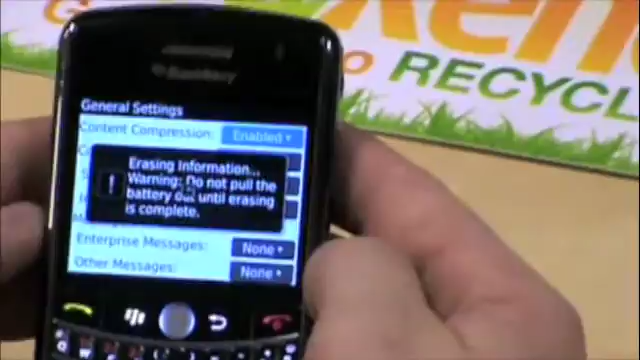 RECYCL
BlackBerry
General Settings
Content Compression: Enabled
Erasing Information...
Warning: Do not pull the
battery out until erasing
is complete.
Enterprise Messages: None
Other Messages: None